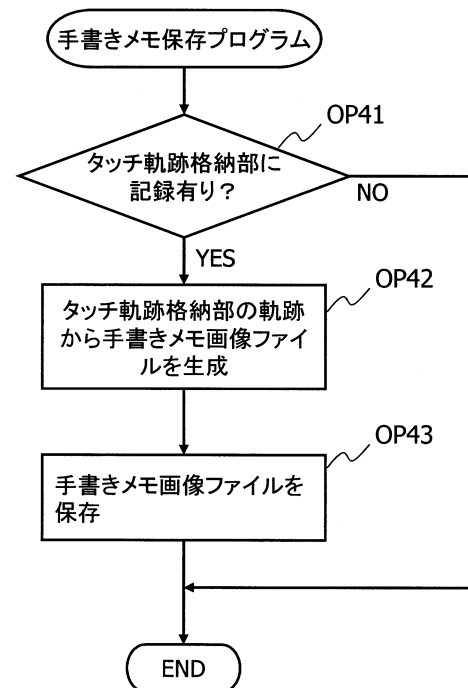 手書きメモ保存プログラム
OP41
タッチ軌跡格納部に
記録有り？
NO
YES
OP42
タッチ軌跡格納部の軌跡
から手書きメモ画像ファイ
ルを生成
OP43
手書きメモ画像ファイルを
保存
END